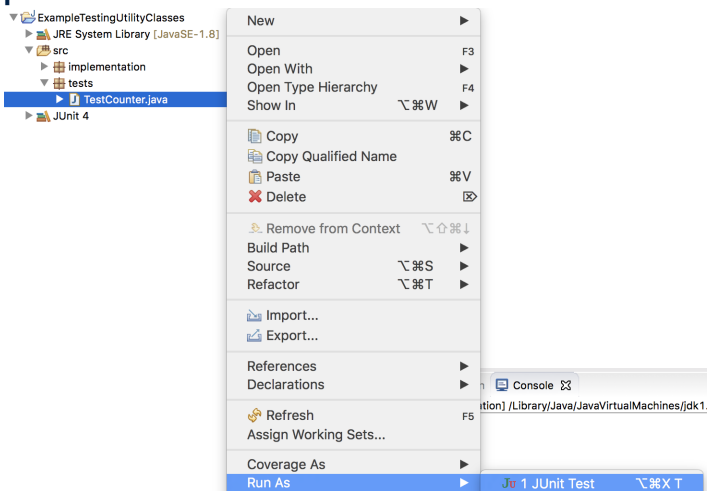 ExampleTestingUtilityClasses
JRE System Library [JavaSE-1.8]
src
implementation
tests
TestCounter.java
JUnit 4
New
Open F3
Open With
Open Type Hierarchy F4
Show In ⌥⌘W
Copy ⌘C
Copy Qualified Name
Paste ⌘V
Delete ⌦
Remove from Context ⌥⇧⌘↓
Build Path
Source ⌥⌘S
Refactor ⌥⌘T
Import...
Export...
References
Declarations
Refresh F5
Assign Working Sets...
Coverage As
Run As
Console
tion] /Library/Java/JavaVirtualMachines/jdk1.
Ju 1 JUnit Test ⌥⌘X T